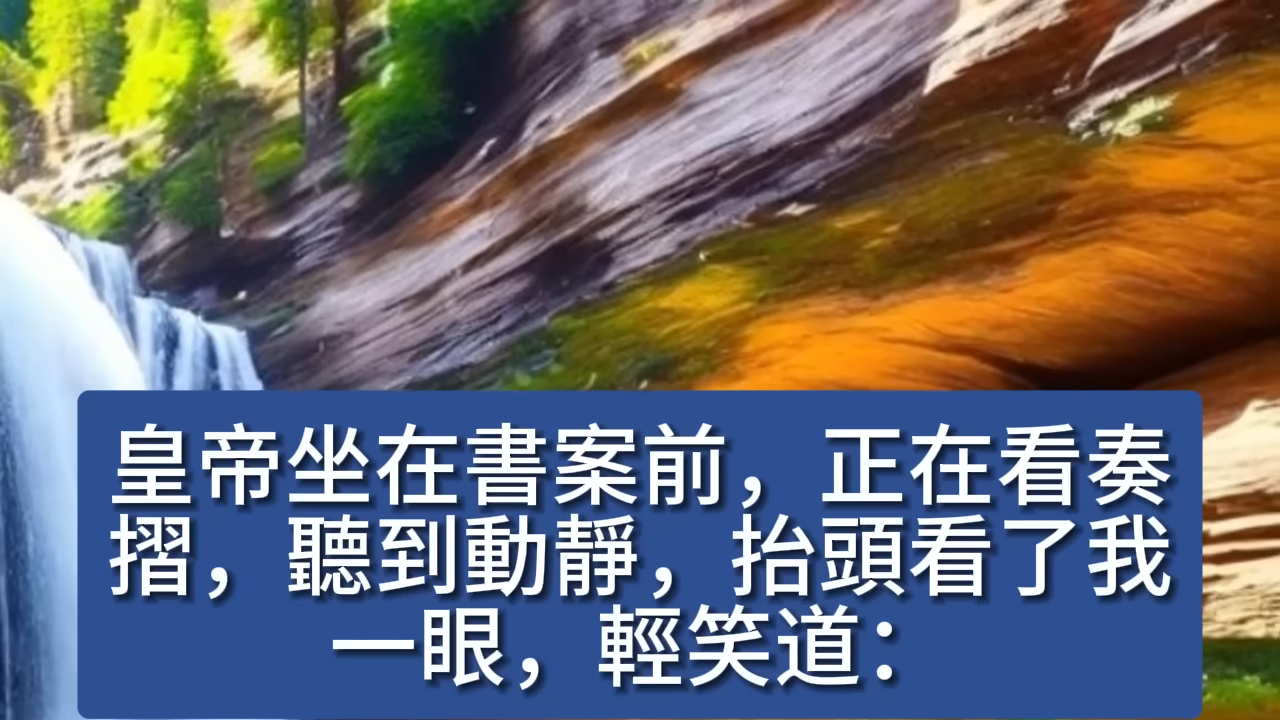 皇帝坐在書案前，正在看奏
摺，聽到動靜，抬頭看了我
一眼，輕笑道：